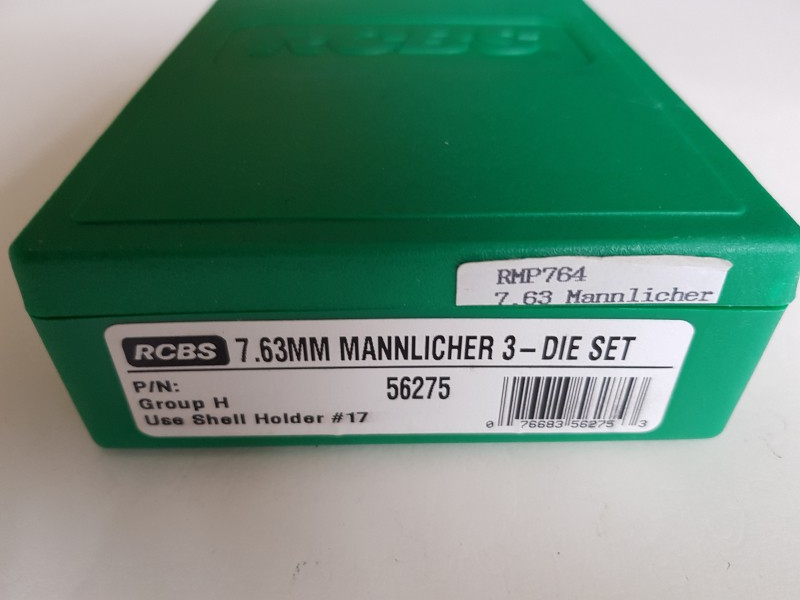 RCBS
RMP764
7.63 Mannlicher
RCBS 7.63MM MANNLICHER 3-DIE SET
P/N: 56275
Group H
Use Shell Holder #17
0 76683 56275 3